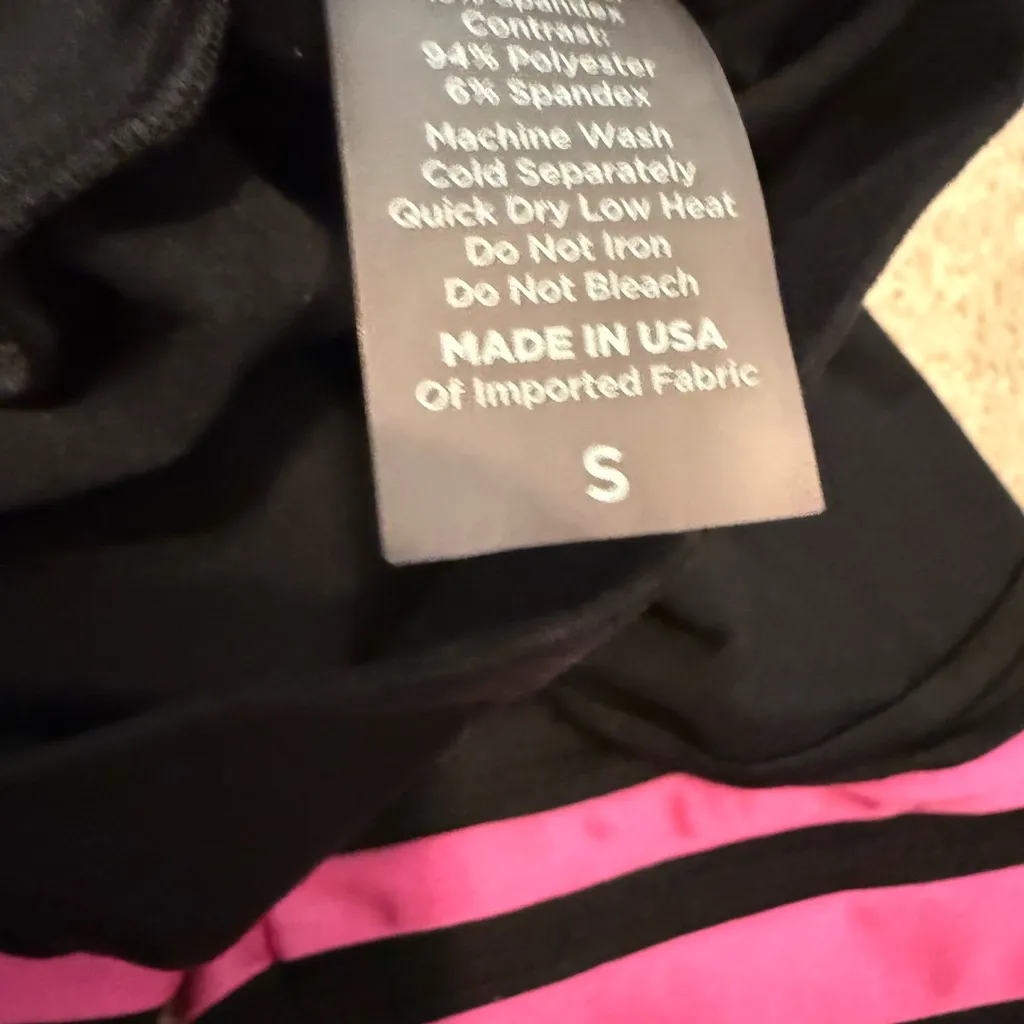 Spandex
Contrast:
94% Polyester
6% Spandex
Machine Wash
Cold Separately
Quick Dry Low Heat
Do Not Iron
Do Not Bleach
MADE IN USA
Of Imported Fabric
S